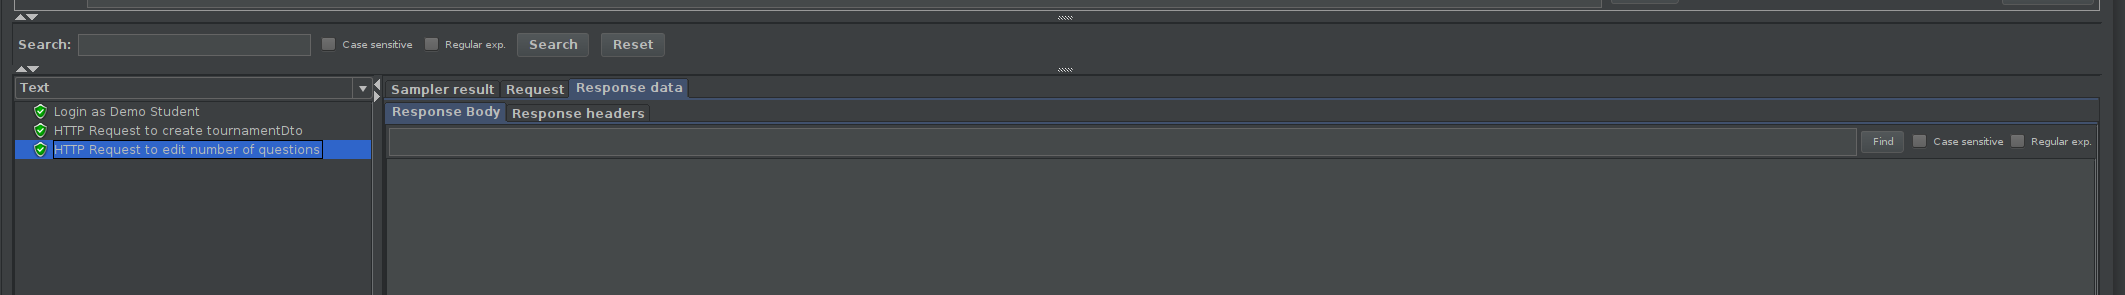 Search: Case sensitive Regular exp. Search Reset
Text
Login as Demo Student
HTTP Request to create tournamentDto
HTTP Request to edit number of questions
Sampler result Request Response data
Response Body Response headers
Find Case sensitive Regular exp.